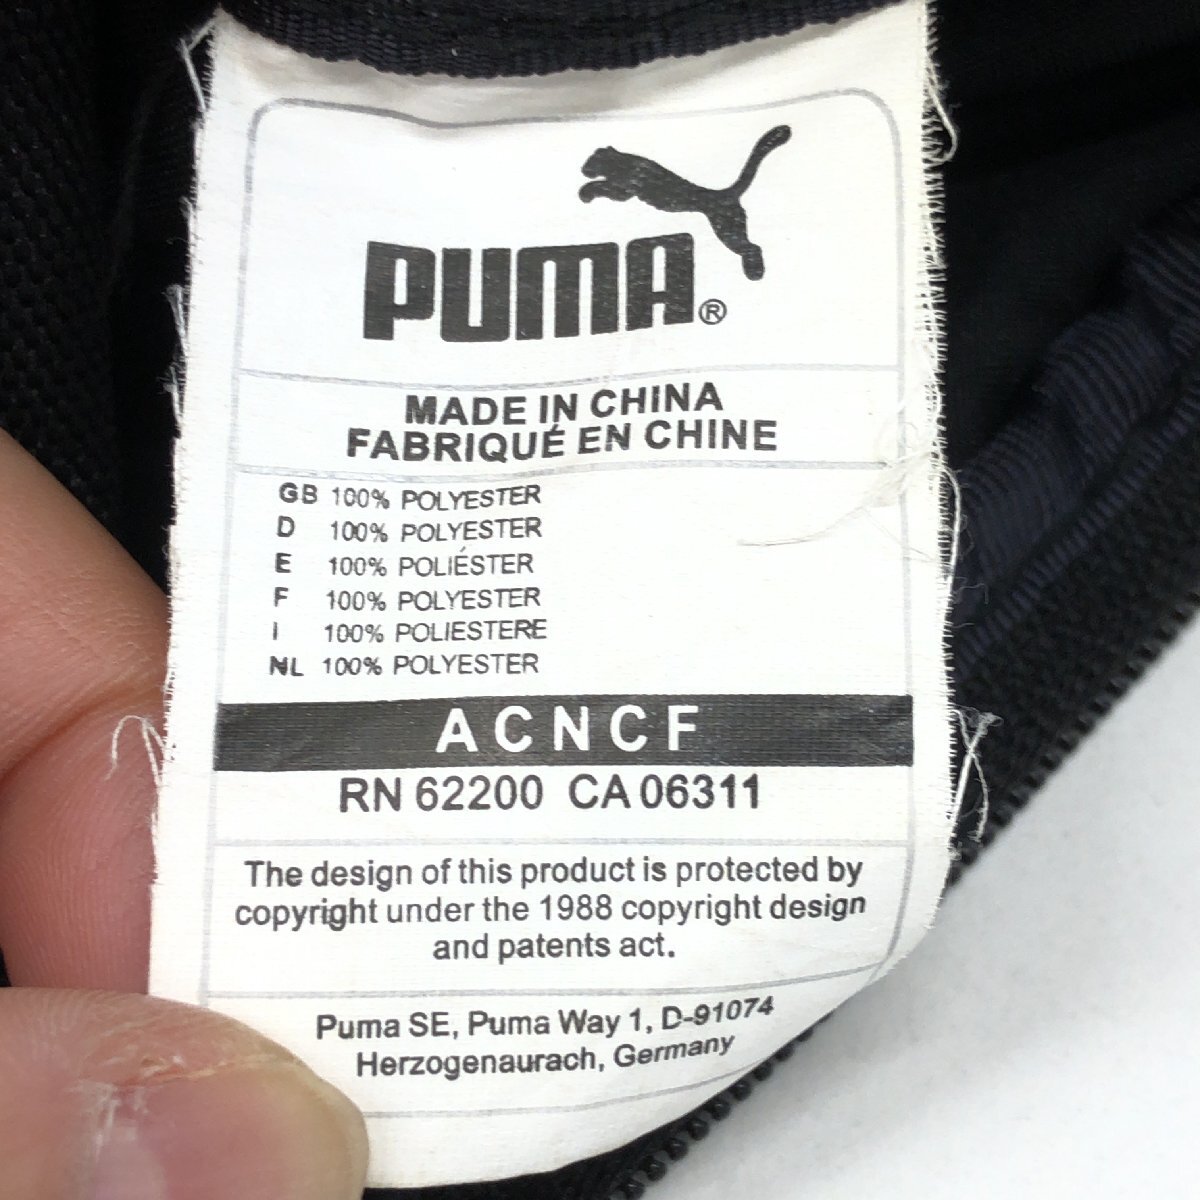 PUMA®
MADE IN CHINA
FABRIQUÉ EN CHINE
GB 100% POLYESTER
D 100% POLYESTER
E 100% POLIÉSTER
F 100% POLYESTER
I 100% POLIESTERE
NL 100% POLYESTER
ACNCF
RN 62200 CA 06311
The design of this product is protected by
copyright under the 1988 copyright design
and patents act.
Puma SE, Puma Way 1, D-91074
Herzogenaurach, Germany